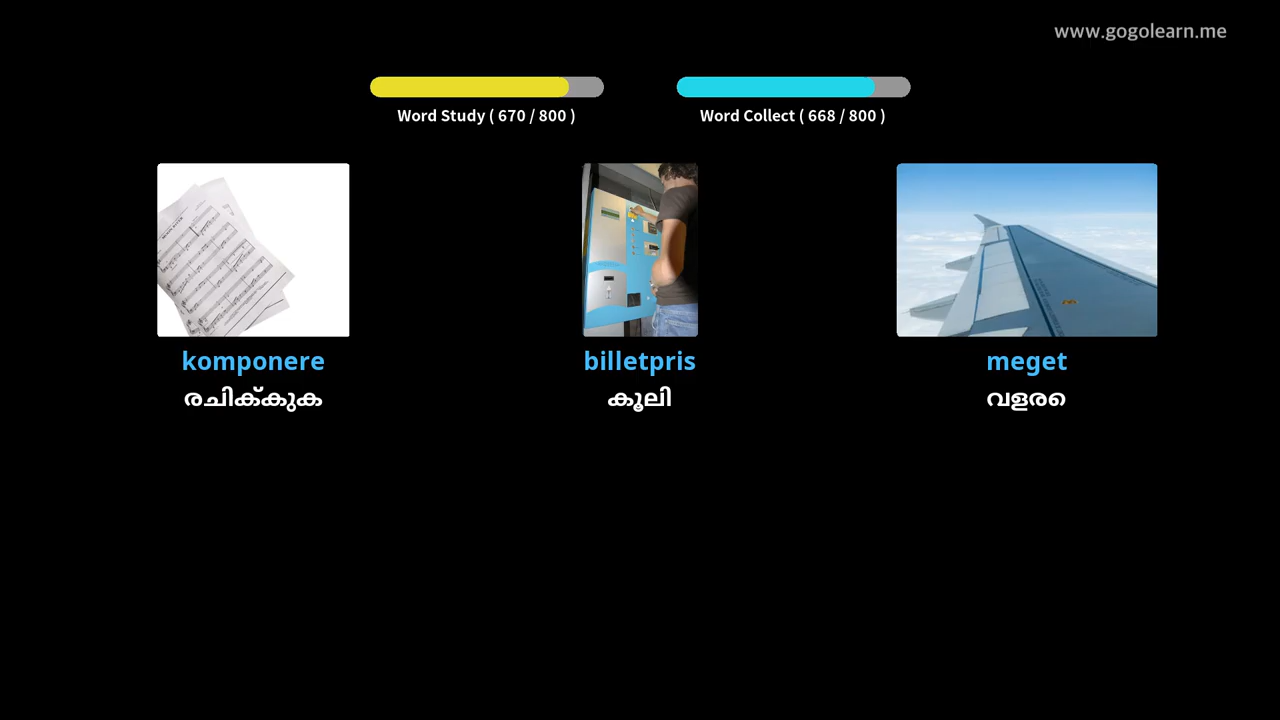 www.gogolearn.me
Word Study ( 670 / 800 )
Word Collect ( 668 / 800 )
komponere
billetpris
meget
രചിക്കുക
കൂലി
വളരെ